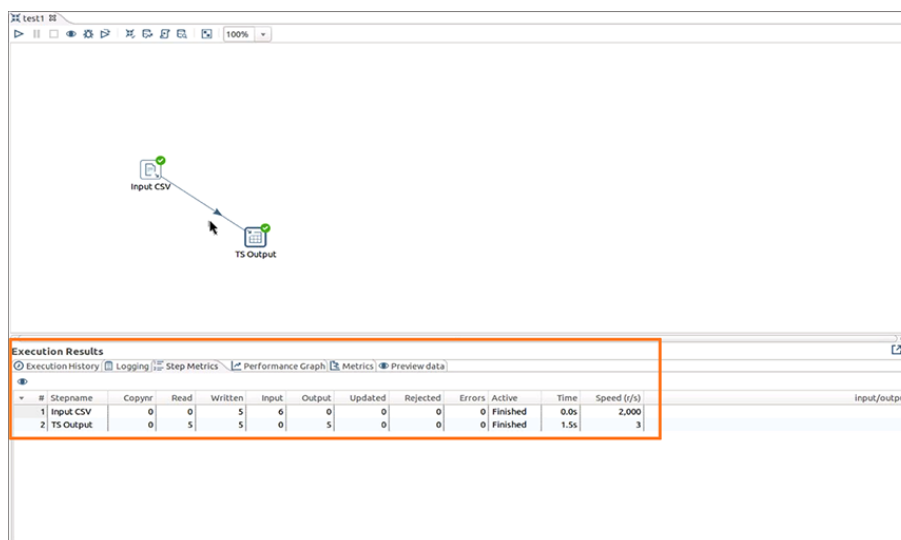 test1
100%
Input CSV
TS Output
Execution Results
Execution History Logging Step Metrics Performance Graph Metrics Preview data
# Stepname Copynr Read Written Input Output Updated Rejected Errors Active Time Speed (r/s) input/outpu
1 Input CSV 0 0 5 6 0 0 0 0 Finished 0.0s 2,000
2 TS Output 0 5 5 0 5 0 0 0 Finished 1.5s 3